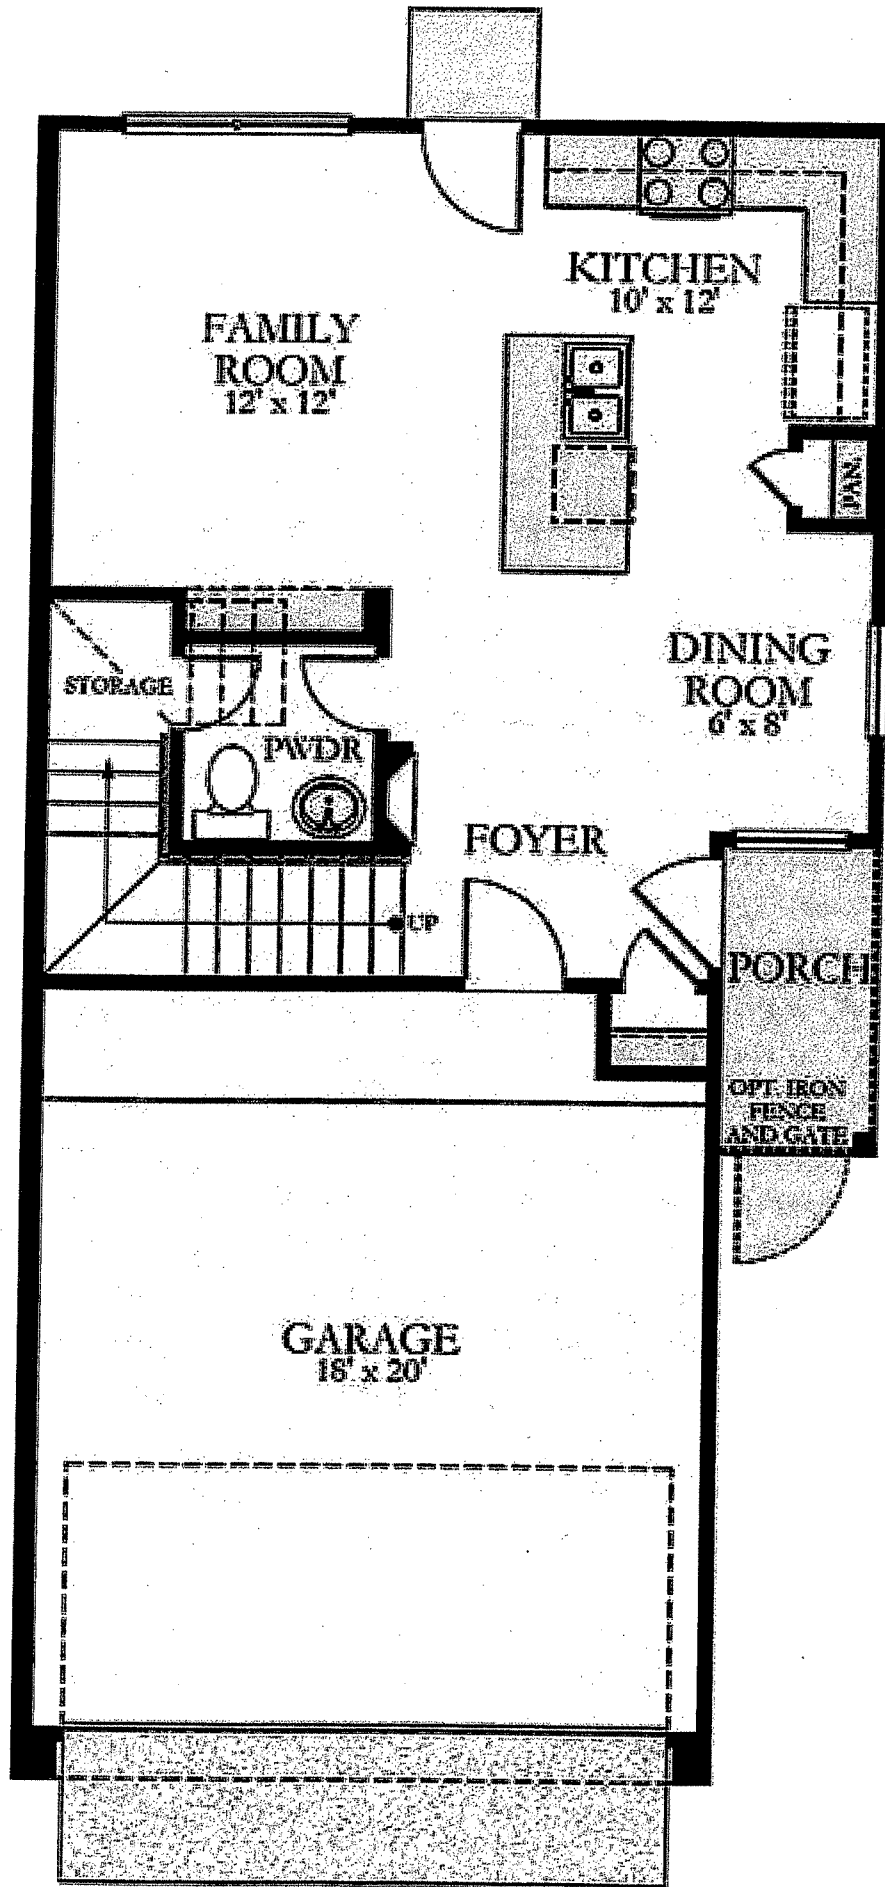 KITCHEN
10' x 12'
FAMILY
ROOM
12' x 12'
PAN.
DINING
ROOM
6' x 8'
STORAGE
PWDR
FOYER
UP
PORCH
OPT. IRON
FENCE
AND GATE
GARAGE
18' x 20'